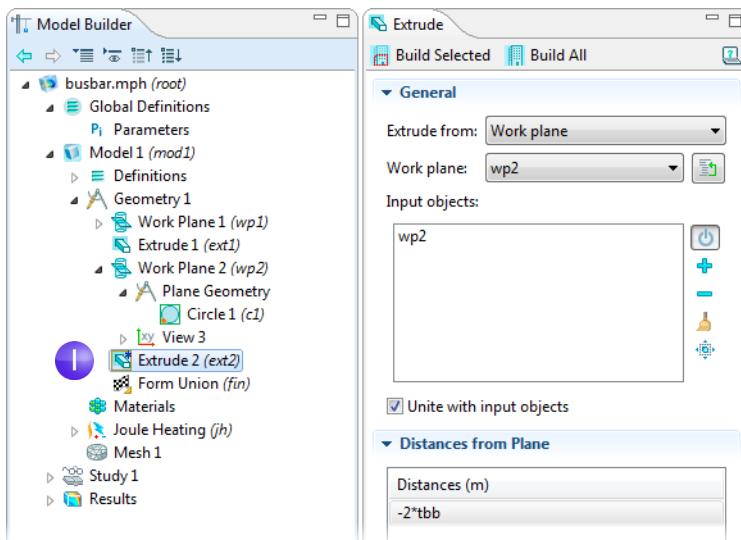 Model Builder
busbar.mph (root)
Global Definitions
Pi Parameters
Model 1 (mod1)
Definitions
Geometry 1
Work Plane 1 (wp1)
Extrude 1 (ext1)
Work Plane 2 (wp2)
Plane Geometry
Circle 1 (c1)
xy View 3
I Extrude 2 (ext2)
Form Union (fin)
Materials
Joule Heating (jh)
Mesh 1
Study 1
Results
Extrude
Build Selected Build All
General
Extrude from: Work plane
Work plane: wp2
Input objects:
wp2
Unite with input objects
Distances from Plane
Distances (m)
-2*tbb